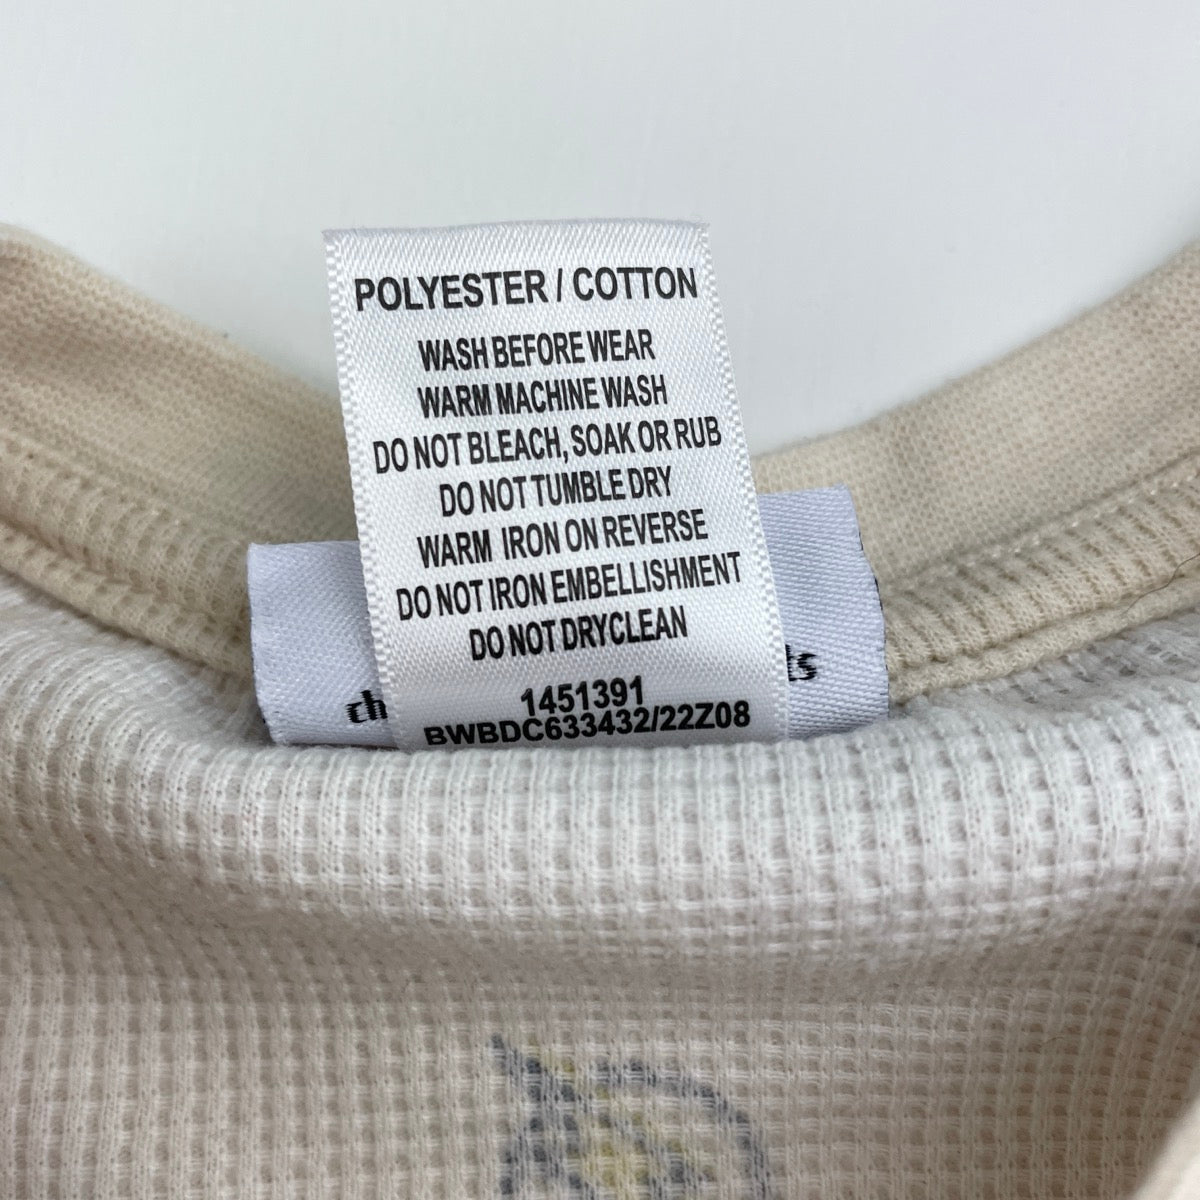 POLYESTER / COTTON
WASH BEFORE WEAR
WARM MACHINE WASH
DO NOT BLEACH, SOAK OR RUB
DO NOT TUMBLE DRY
WARM IRON ON REVERSE
DO NOT IRON EMBELLISHMENT
DO NOT DRYCLEAN
1451391
BWBDC633432/22Z08